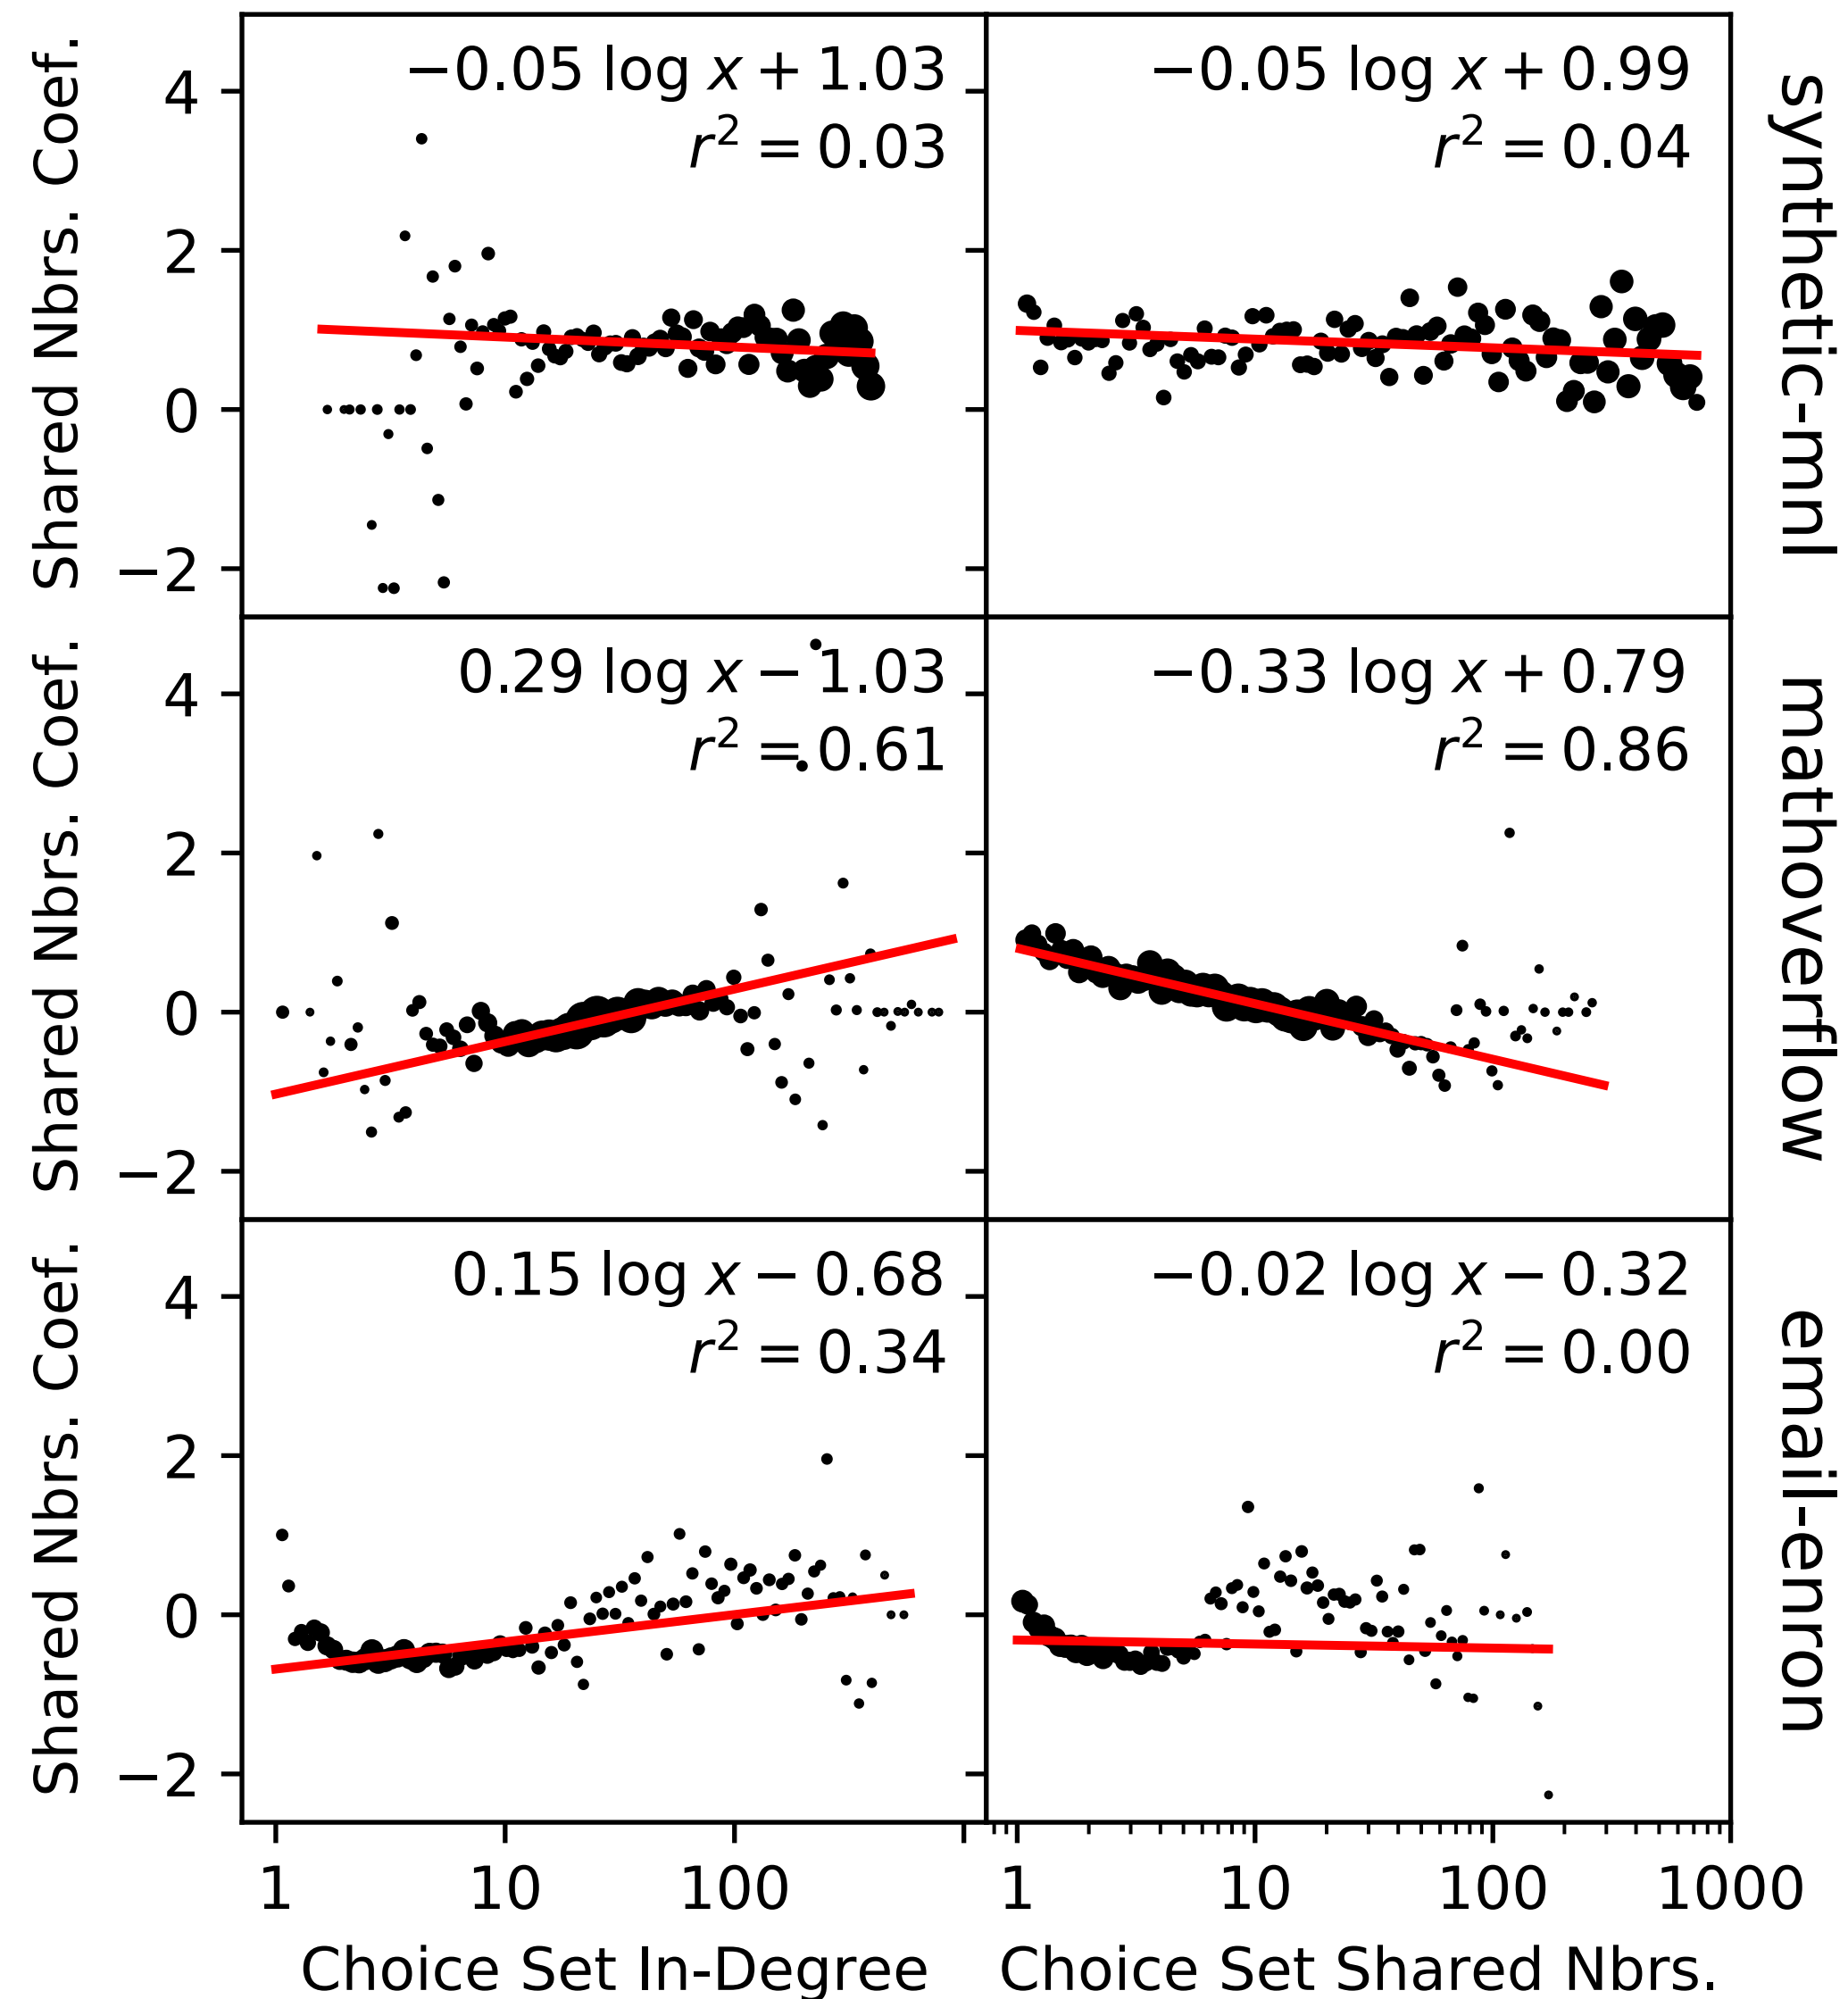 Shared Nbrs. Coef.
4
2
0
−2
−0.05 log x + 1.03
r² = 0.03
−0.05 log x + 0.99
r² = 0.04
synthetic-mnl
Shared Nbrs. Coef.
4
2
0
−2
0.29 log x − 1.03
r² = 0.61
−0.33 log x + 0.79
r² = 0.86
mathoverflow
Shared Nbrs. Coef.
4
2
0
−2
0.15 log x − 0.68
r² = 0.34
−0.02 log x − 0.32
r² = 0.00
email-enron
1 10 100
1 10 100 1000
Choice Set In-Degree
Choice Set Shared Nbrs.